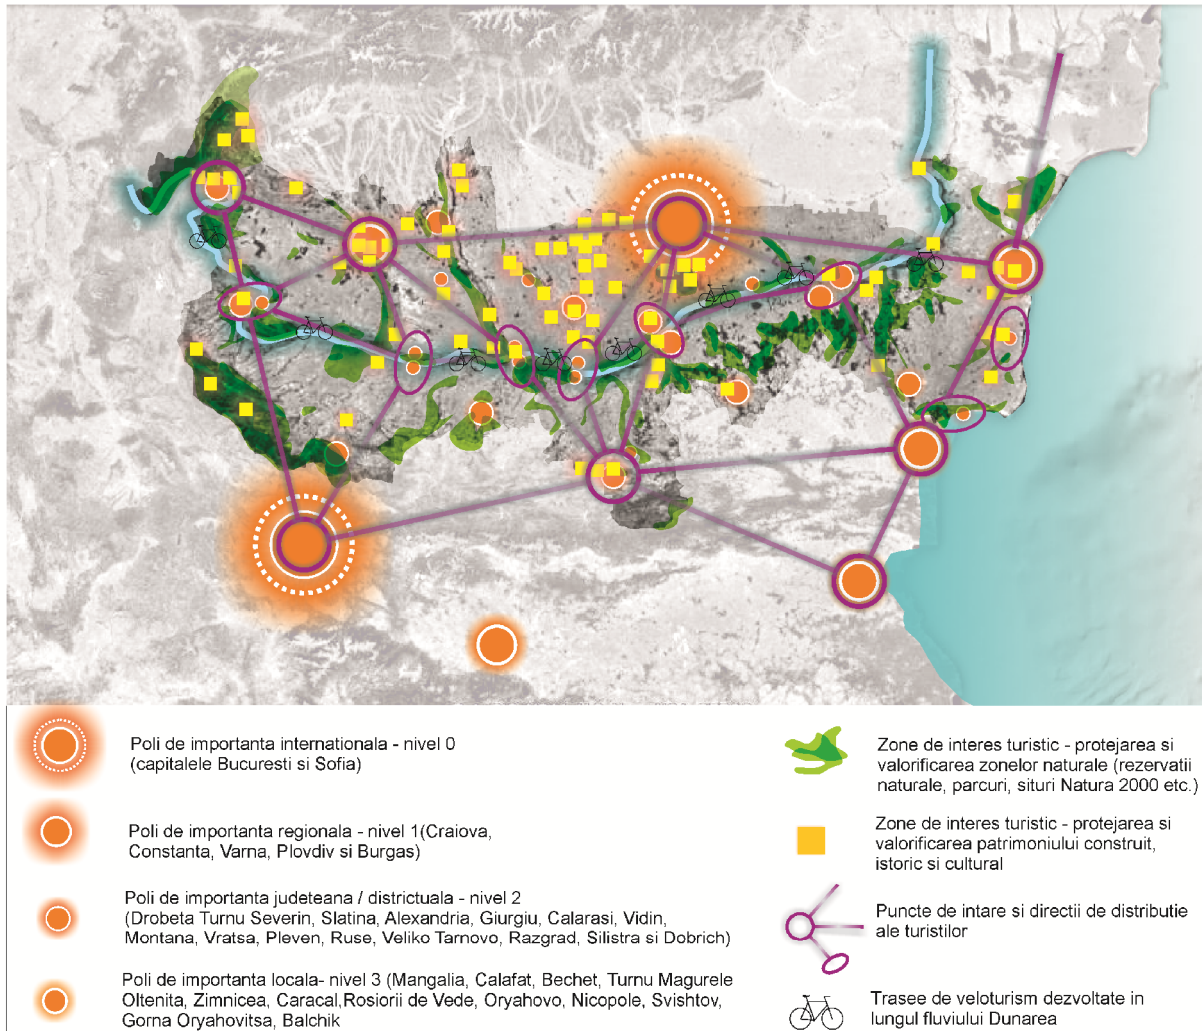 Poli de importanta internationala - nivel 0
(capitalele Bucuresti si Sofia)
Poli de importanta regionala - nivel 1(Craiova,
Constanta, Varna, Plovdiv si Burgas)
Poli de importanta judeteana / districtuala - nivel 2
(Drobeta Turnu Severin, Slatina, Alexandria, Giurgiu, Calarasi, Vidin,
Montana, Vratsa, Pleven, Ruse, Veliko Tarnovo, Razgrad, Silistra si Dobrich)
Poli de importanta locala- nivel 3 (Mangalia, Calafat, Bechet, Turnu Magurele
Oltenita, Zimnicea, Caracal,Rosiorii de Vede, Oryahovo, Nicopole, Svishtov,
Gorna Oryahovitsa, Balchik
Zone de interes turistic - protejarea si
valorificarea zonelor naturale (rezervatii
naturale, parcuri, situri Natura 2000 etc.)
Zone de interes turistic - protejarea si
valorificarea patrimoniului construit,
istoric si cultural
Puncte de intare si directii de distributie
ale turistilor
Trasee de veloturism dezvoltate in
lungul fluviului Dunarea